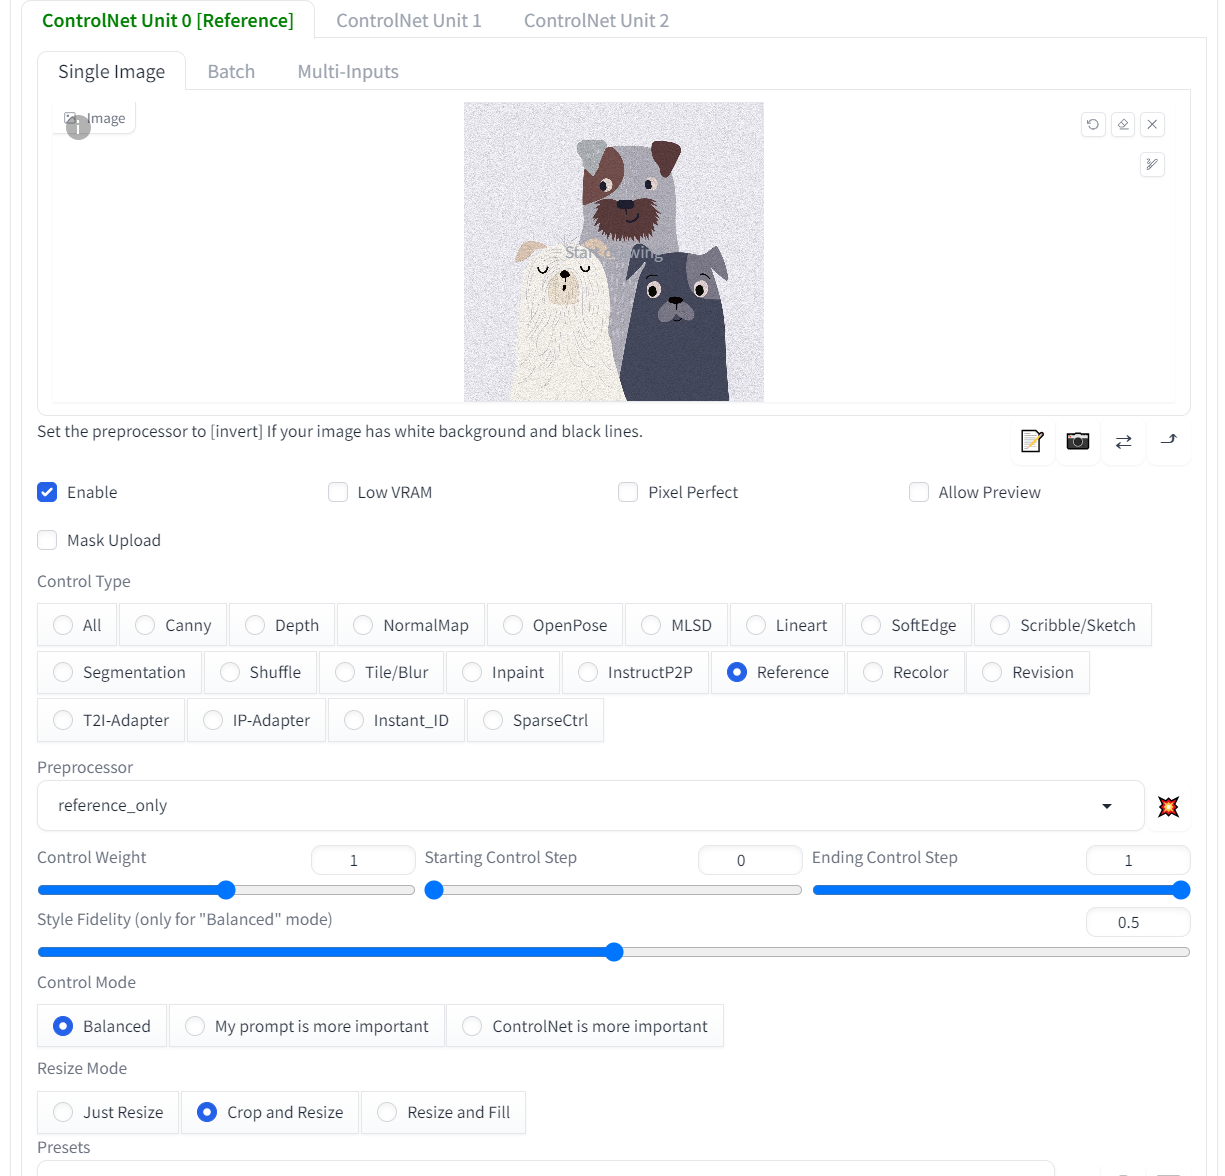 ControlNet Unit 0 [Reference] ControlNet Unit 1 ControlNet Unit 2
Single Image Batch Multi-Inputs
Image
Start drawing
Set the preprocessor to [invert] If your image has white background and black lines.
Enable Low VRAM Pixel Perfect Allow Preview
Mask Upload
Control Type
All Canny Depth NormalMap OpenPose MLSD Lineart SoftEdge Scribble/Sketch
Segmentation Shuffle Tile/Blur Inpaint InstructP2P Reference Recolor Revision
T2I-Adapter IP-Adapter Instant_ID SparseCtrl
Preprocessor
reference_only
Control Weight 1 Starting Control Step 0 Ending Control Step 1
Style Fidelity (only for "Balanced" mode) 0.5
Control Mode
Balanced My prompt is more important ControlNet is more important
Resize Mode
Just Resize Crop and Resize Resize and Fill
Presets